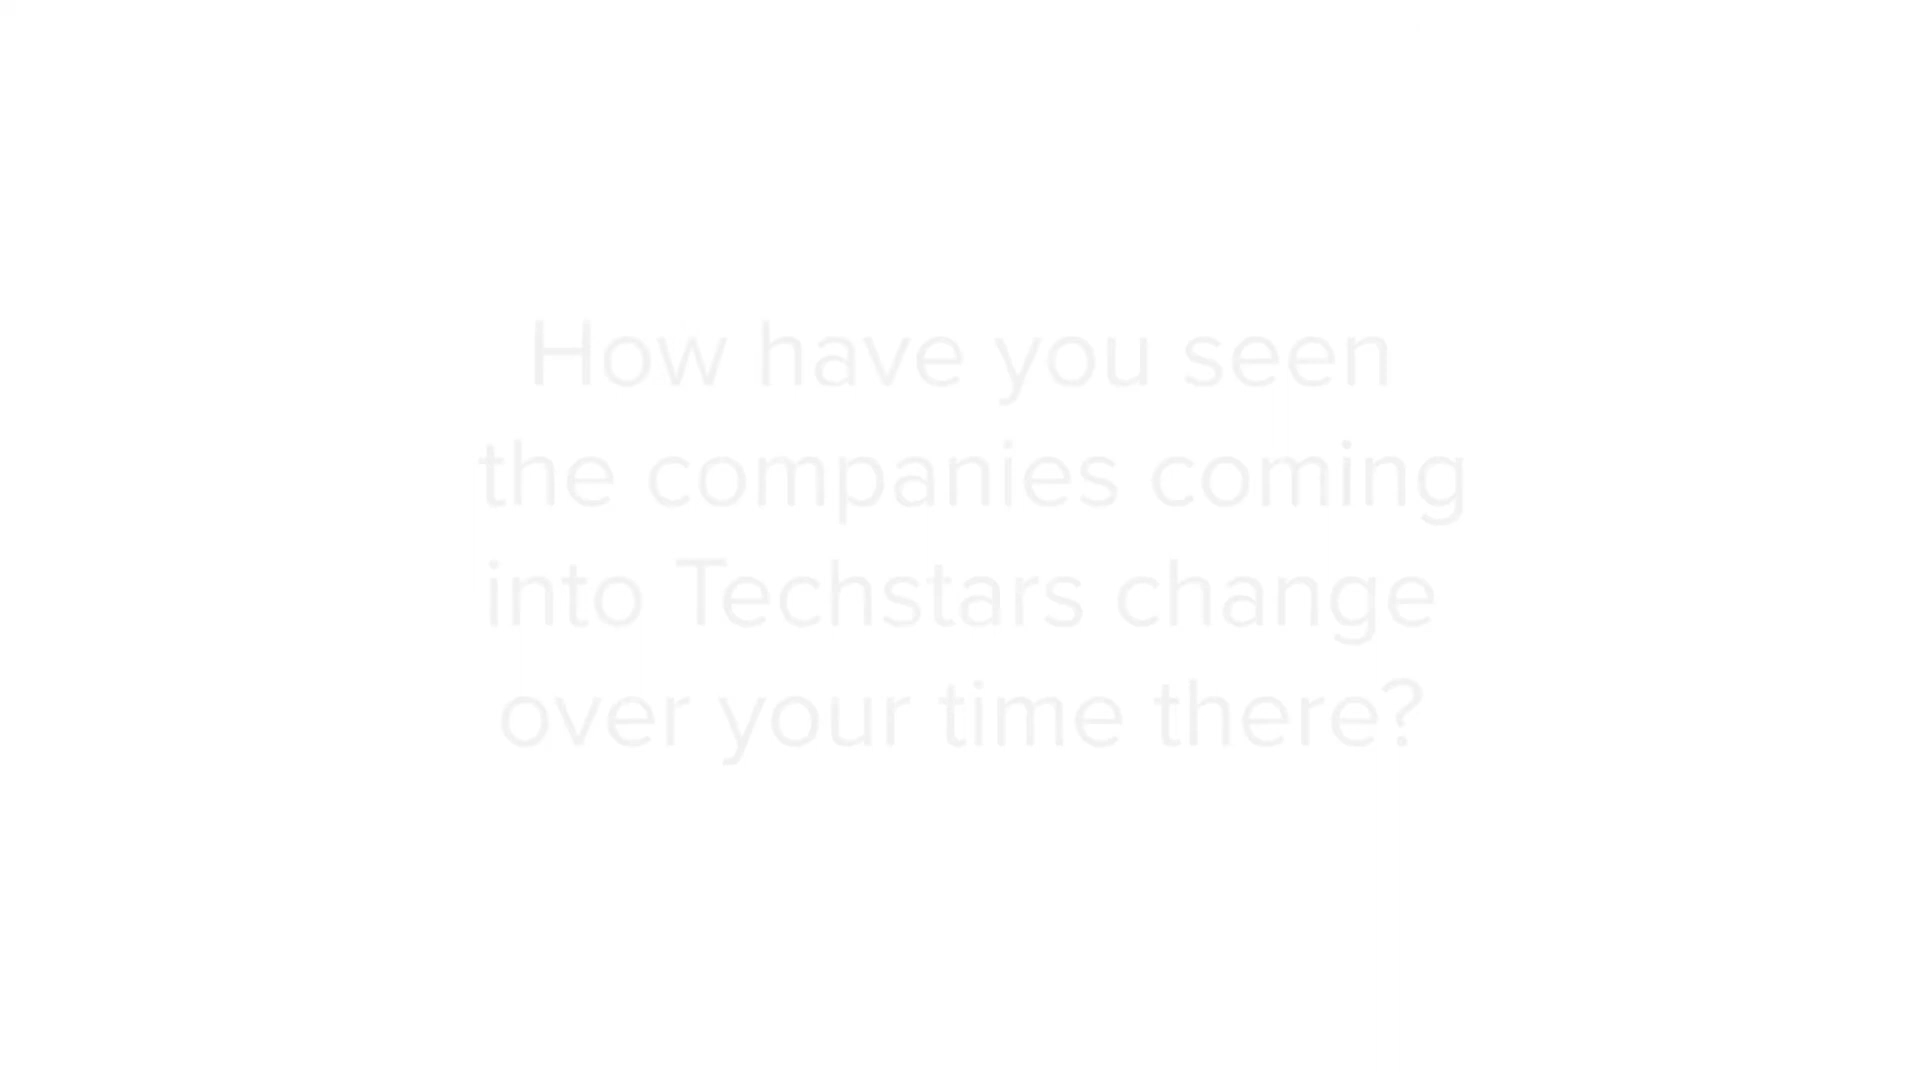 How have you seen
the companies coming
into Techstars change
over your time there?